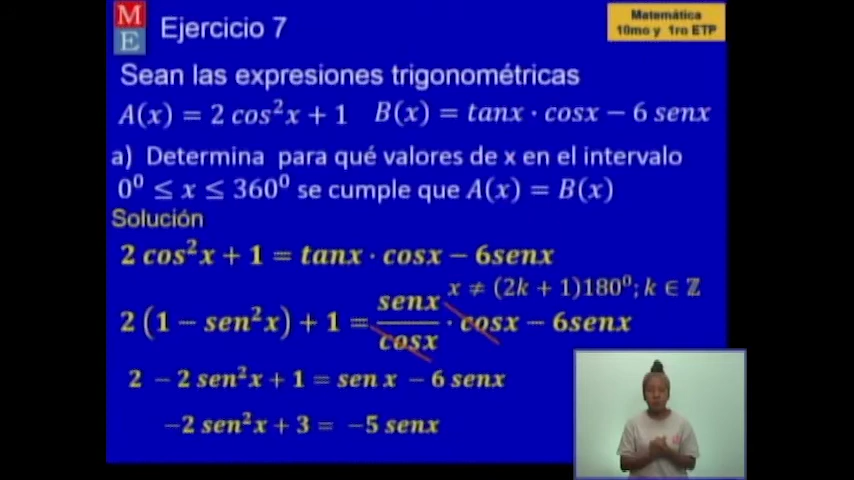 M
E
Ejercicio 7
Matemática
10mo y 1ro ETP
Sean las expresiones trigonométricas
A(x) = 2 cos²x + 1 B(x) = tanx · cosx − 6 senx
a) Determina para qué valores de x en el intervalo
0⁰ ≤ x ≤ 360⁰ se cumple que A(x) = B(x)
Solución
2 cos²x + 1 = tanx · cosx − 6senx
x ≠ (2k + 1)180⁰; k ∈ ℤ
2 (1 − sen²x) + 1 = senx/cosx · cosx − 6senx
2 − 2 sen²x + 1 = sen x − 6 senx
−2 sen²x + 3 = −5 senx